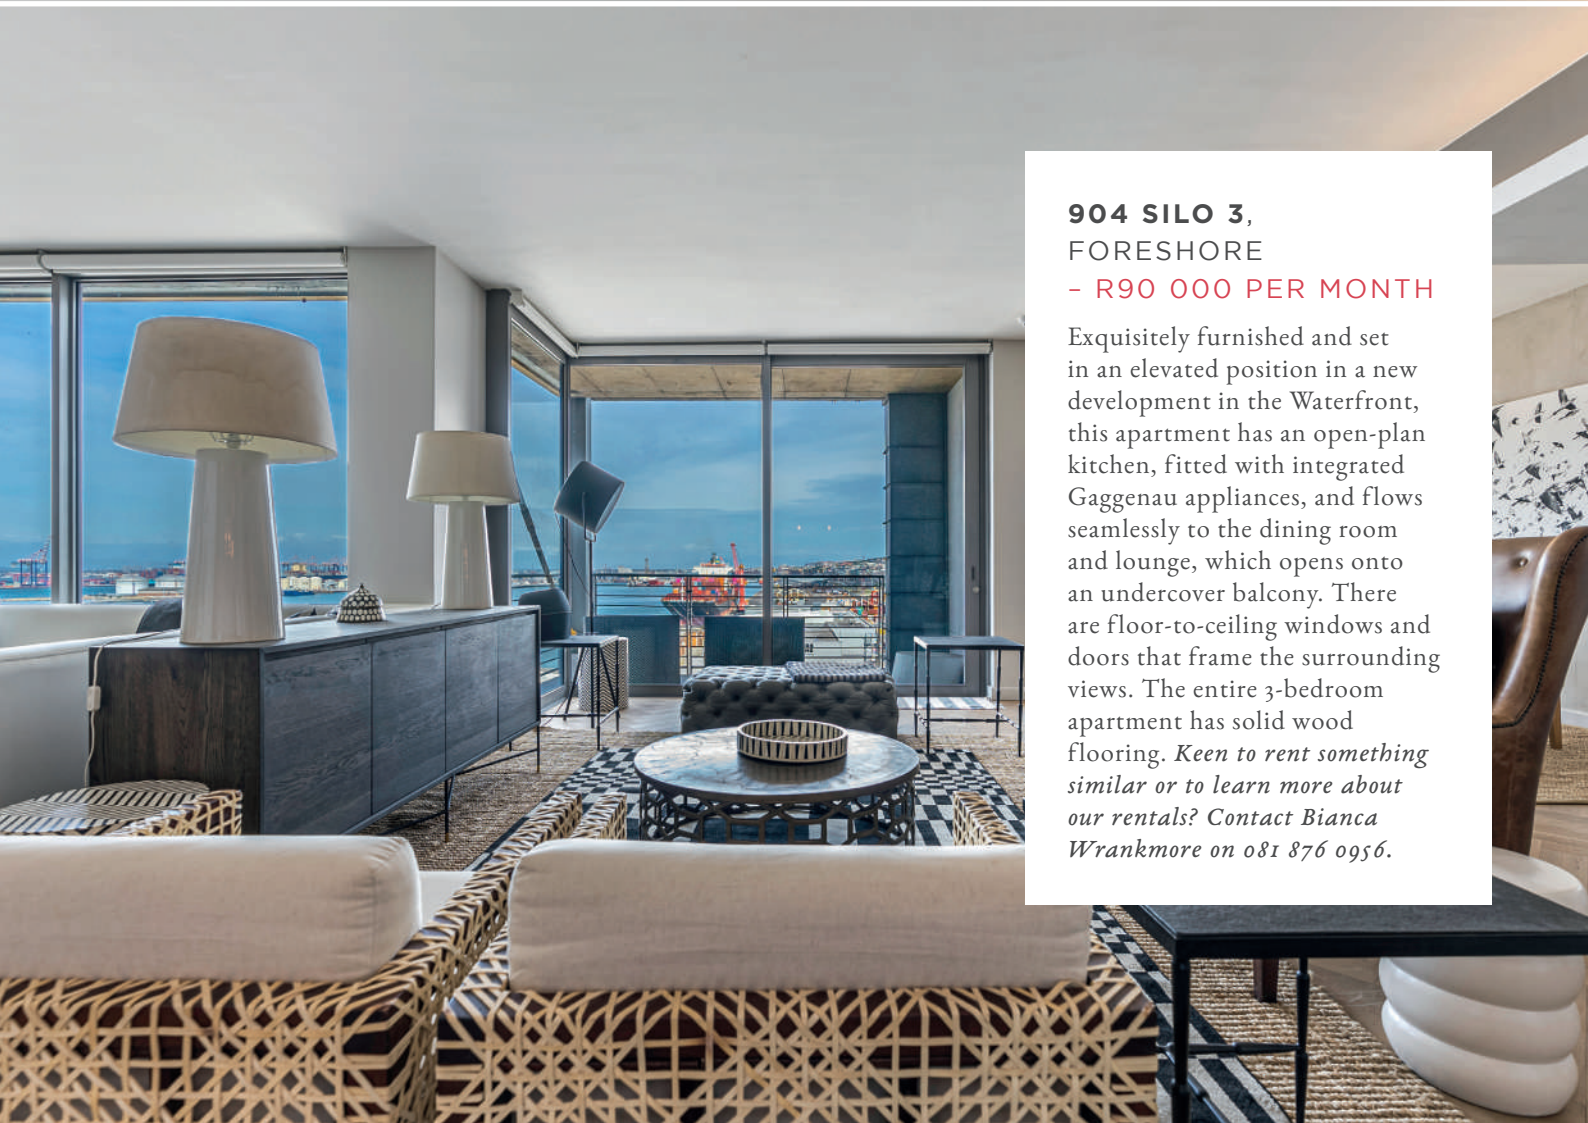 904 SILO 3,
FORESHORE
– R90 000 PER MONTH
Exquisitely furnished and set
in an elevated position in a new
development in the Waterfront,
this apartment has an open-plan
kitchen, fitted with integrated
Gaggenau appliances, and flows
seamlessly to the dining room
and lounge, which opens onto
an undercover balcony. There
are floor-to-ceiling windows and
doors that frame the surrounding
views. The entire 3-bedroom
apartment has solid wood
flooring. Keen to rent something
similar or to learn more about
our rentals? Contact Bianca
Wrankmore on 081 876 0956.